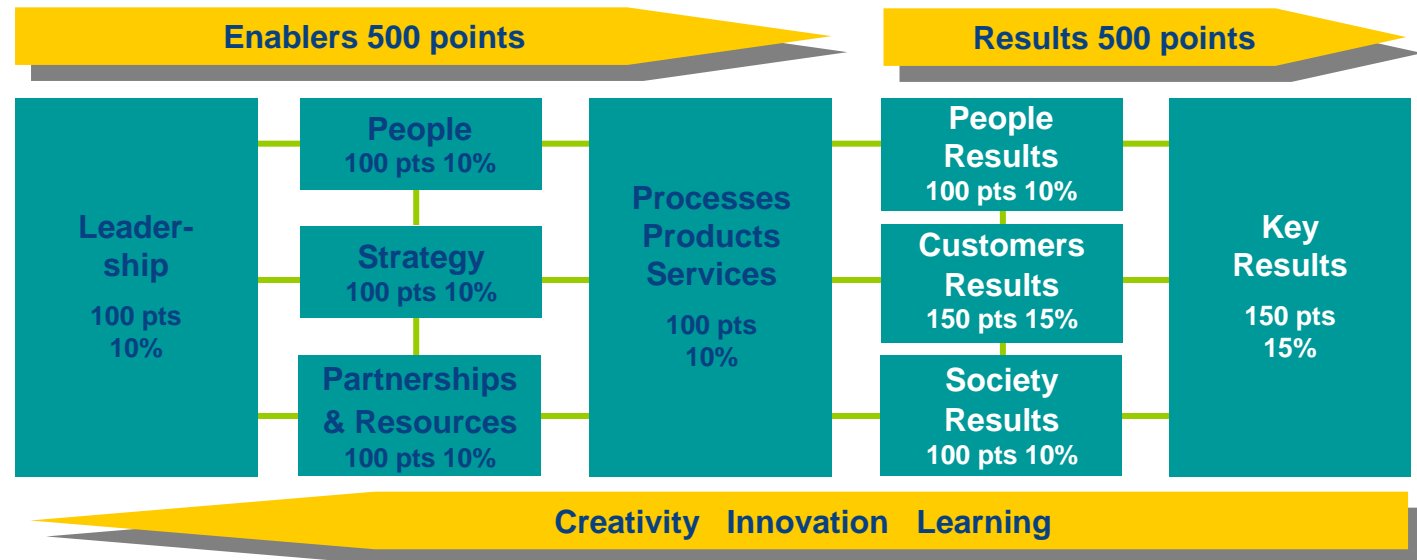 Enablers 500 points
Results 500 points
Leader-
ship
100 pts
10%
People
100 pts 10%
Strategy
100 pts 10%
Partnerships
& Resources
100 pts 10%
Processes
Products
Services
100 pts
10%
People
Results
100 pts 10%
Customers
Results
150 pts 15%
Society
Results
100 pts 10%
Key
Results
150 pts
15%
Creativity Innovation Learning